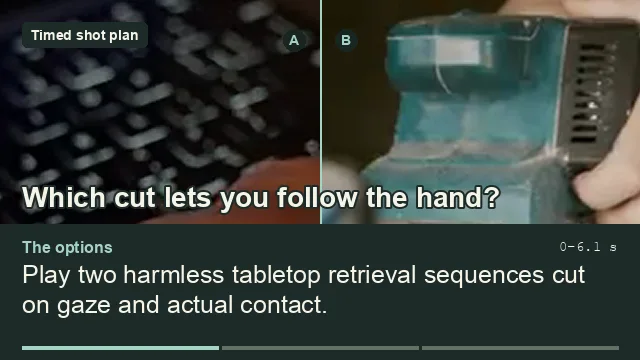 Timed shot plan
A
B
Which cut lets you follow the hand?
The options
0–6.1 s
Play two harmless tabletop retrieval sequences cut
on gaze and actual contact.